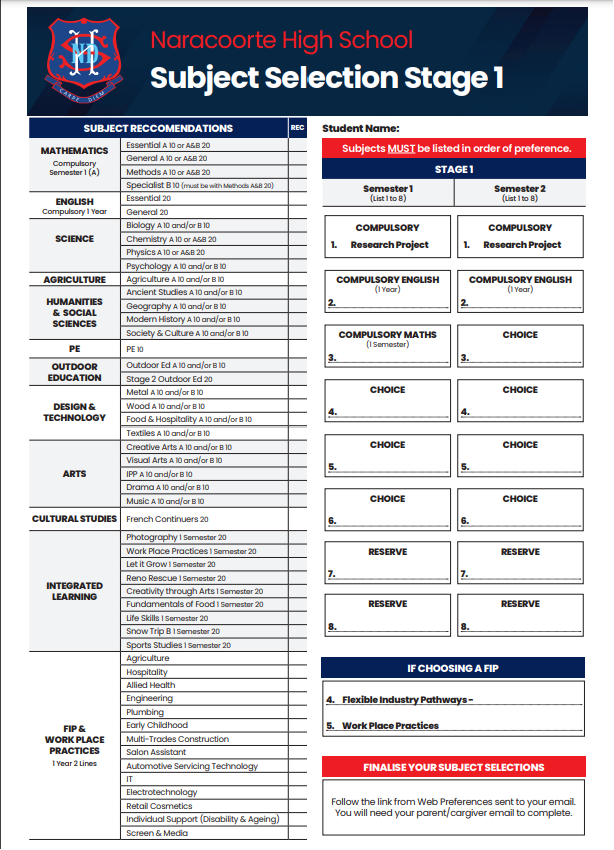 Naracoorte High School
Subject Selection Stage 1
CARPE DIEM
SUBJECT RECCOMENDATIONS REC
MATHEMATICS
Compulsory
Semester 1 (A)
Essential A 10 or A&B 20
General A 10 or A&B 20
Methods A 10 or A&B 20
Specialist B 10 (must be with Methods A&B 20)
ENGLISH
Compulsory 1 Year
Essential 20
General 20
SCIENCE
Biology A 10 and/or B 10
Chemistry A 10 or A&B 20
Physics A 10 or A&B 20
Psychology A 10 and/or B 10
AGRICULTURE
Agriculture A 10 and/or B 10
HUMANITIES
& SOCIAL
SCIENCES
Ancient Studies A 10 and/or B 10
Geography A 10 and/or B 10
Modern History A 10 and/or B 10
Society & Culture A 10 and/or B 10
PE
PE 10
OUTDOOR
EDUCATION
Outdoor Ed A 10 and/or B 10
Stage 2 Outdoor Ed 20
DESIGN &
TECHNOLOGY
Metal A 10 and/or B 10
Wood A 10 and/or B 10
Food & Hospitality A 10 and/or B 10
Textiles A 10 and/or B 10
ARTS
Creative Arts A 10 and/or B 10
Visual Arts A 10 and/or B 10
IPP A 10 and/or B 10
Drama A 10 and/or B 10
Music A 10 and/or B 10
CULTURAL STUDIES
French Continuers 20
INTEGRATED
LEARNING
Photography 1 Semester 20
Work Place Practices 1 Semester 20
Let it Grow 1 Semester 20
Reno Rescue 1 Semester 20
Creativity through Arts 1 Semester 20
Fundamentals of Food 1 Semester 20
Life Skills 1 Semester 20
Snow Trip B 1 Semester 20
Sports Studies 1 Semester 20
FIP &
WORK PLACE
PRACTICES
1 Year 2 Lines
Agriculture
Hospitality
Allied Health
Engineering
Plumbing
Early Childhood
Multi-Trades Construction
Salon Assistant
Automotive Servicing Technology
IT
Electrotechnology
Retail Cosmetics
Individual Support (Disability & Ageing)
Screen & Media
Student Name:
Subjects MUST be listed in order of preference.
STAGE 1
Semester 1
(List 1 to 8)
Semester 2
(List 1 to 8)
COMPULSORY
1. Research Project
COMPULSORY
1. Research Project
COMPULSORY ENGLISH
(1 Year)
2.
COMPULSORY ENGLISH
(1 Year)
2.
COMPULSORY MATHS
(1 Semester)
3.
CHOICE
3.
CHOICE
4.
CHOICE
4.
CHOICE
5.
CHOICE
5.
CHOICE
6.
CHOICE
6.
RESERVE
7.
RESERVE
7.
RESERVE
8.
RESERVE
8.
IF CHOOSING A FIP
4. Flexible Industry Pathways -
5. Work Place Practices
FINALISE YOUR SUBJECT SELECTIONS
Follow the link from Web Preferences sent to your email.
You will need your parent/cargiver email to complete.